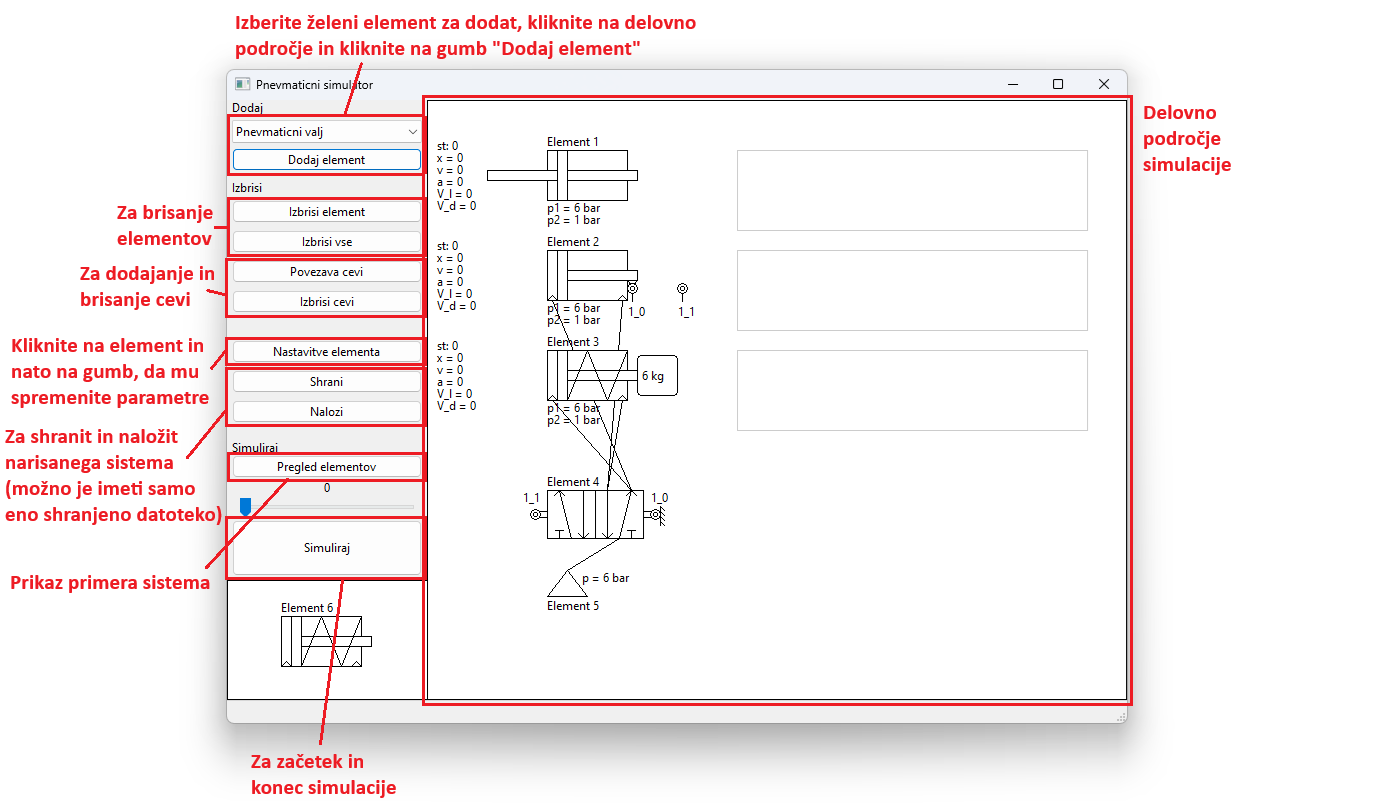 Izberite želeni element za dodat, kliknite na delovno
področje in kliknite na gumb "Dodaj element"
Pnevmaticni simulator
Dodaj
Pnevmaticni valj
Dodaj element
Izbrisi
Izbrisi element
Izbrisi vse
Povezava cevi
Izbrisi cevi
Nastavitve elementa
Shrani
Nalozi
Simuliraj
Pregled elementov
0
Simuliraj
Element 6
Za brisanje
elementov
Za dodajanje in
brisanje cevi
Kliknite na element in
nato na gumb, da mu
spremenite parametre
Za shranit in naložit
narisanega sistema
(možno je imeti samo
eno shranjeno datoteko)
Prikaz primera sistema
Za začetek in
konec simulacije
Delovno
področje
simulacije
Element 1
st: 0
x = 0
v = 0
a = 0
V_l = 0
V_d = 0
p1 = 6 bar
p2 = 1 bar
Element 2
st: 0
x = 0
v = 0
a = 0
V_l = 0
V_d = 0
p1 = 6 bar
p2 = 1 bar
1_0
1_1
Element 3
st: 0
x = 0
v = 0
a = 0
V_l = 0
V_d = 0
6 kg
p1 = 6 bar
p2 = 1 bar
Element 4
1_1
1_0
p = 6 bar
Element 5